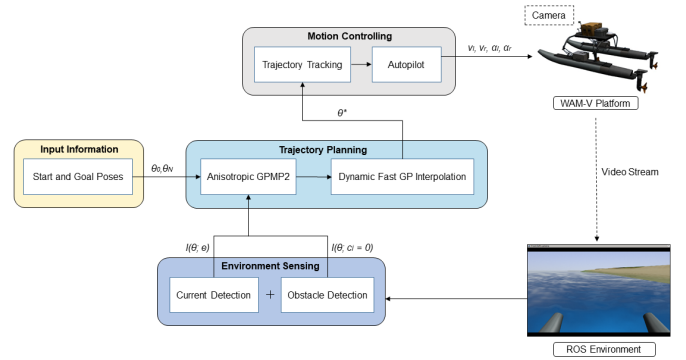 Camera
Motion Controlling
Trajectory Tracking
Autopilot
vl, vr, αl, αr
WAM-V Platform
θ*
Input Information
Start and Goal Poses
θ0,θN
Trajectory Planning
Anisotropic GPMP2
Dynamic Fast GP Interpolation
Video Stream
l(θ; e)
l(θ; ci = 0)
Environment Sensing
Current Detection
+
Obstacle Detection
ROS Environment